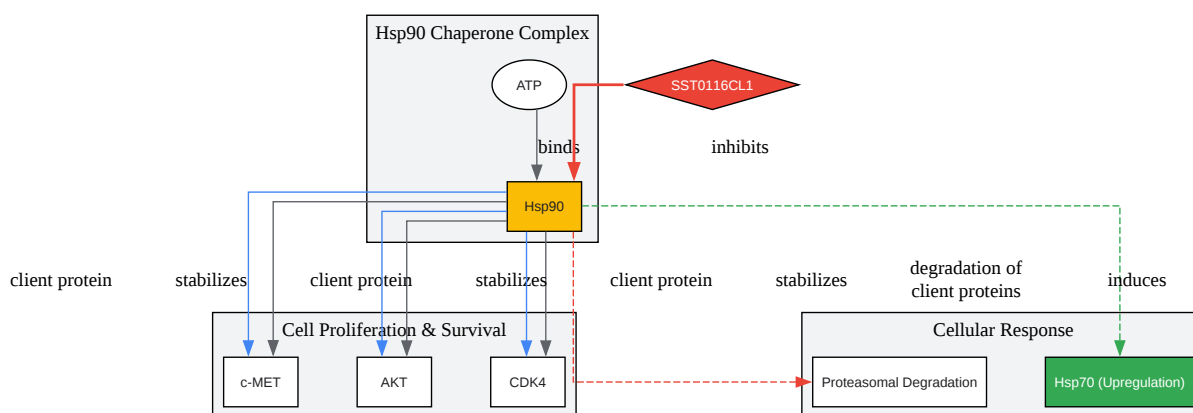 Hsp90 Chaperone Complex
ATP
SST0116CL1
binds
inhibits
Hsp90
client protein
stabilizes
client protein
stabilizes
client protein
stabilizes
degradation of
client proteins
induces
Cell Proliferation & Survival
Cellular Response
c-MET
AKT
CDK4
Proteasomal Degradation
Hsp70 (Upregulation)